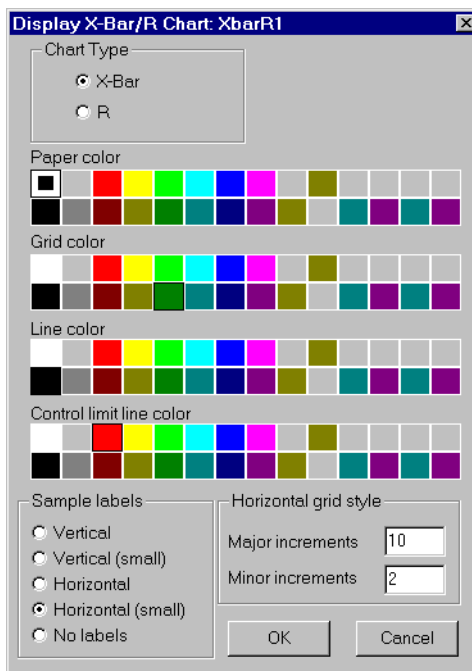 Display X-Bar/R Chart: XbarR1
Chart Type
X-Bar
R
Paper color
Grid color
Line color
Control limit line color
Sample labels
Vertical
Vertical (small)
Horizontal
Horizontal (small)
No labels
Horizontal grid style
Major increments 10
Minor increments 2
OK
Cancel